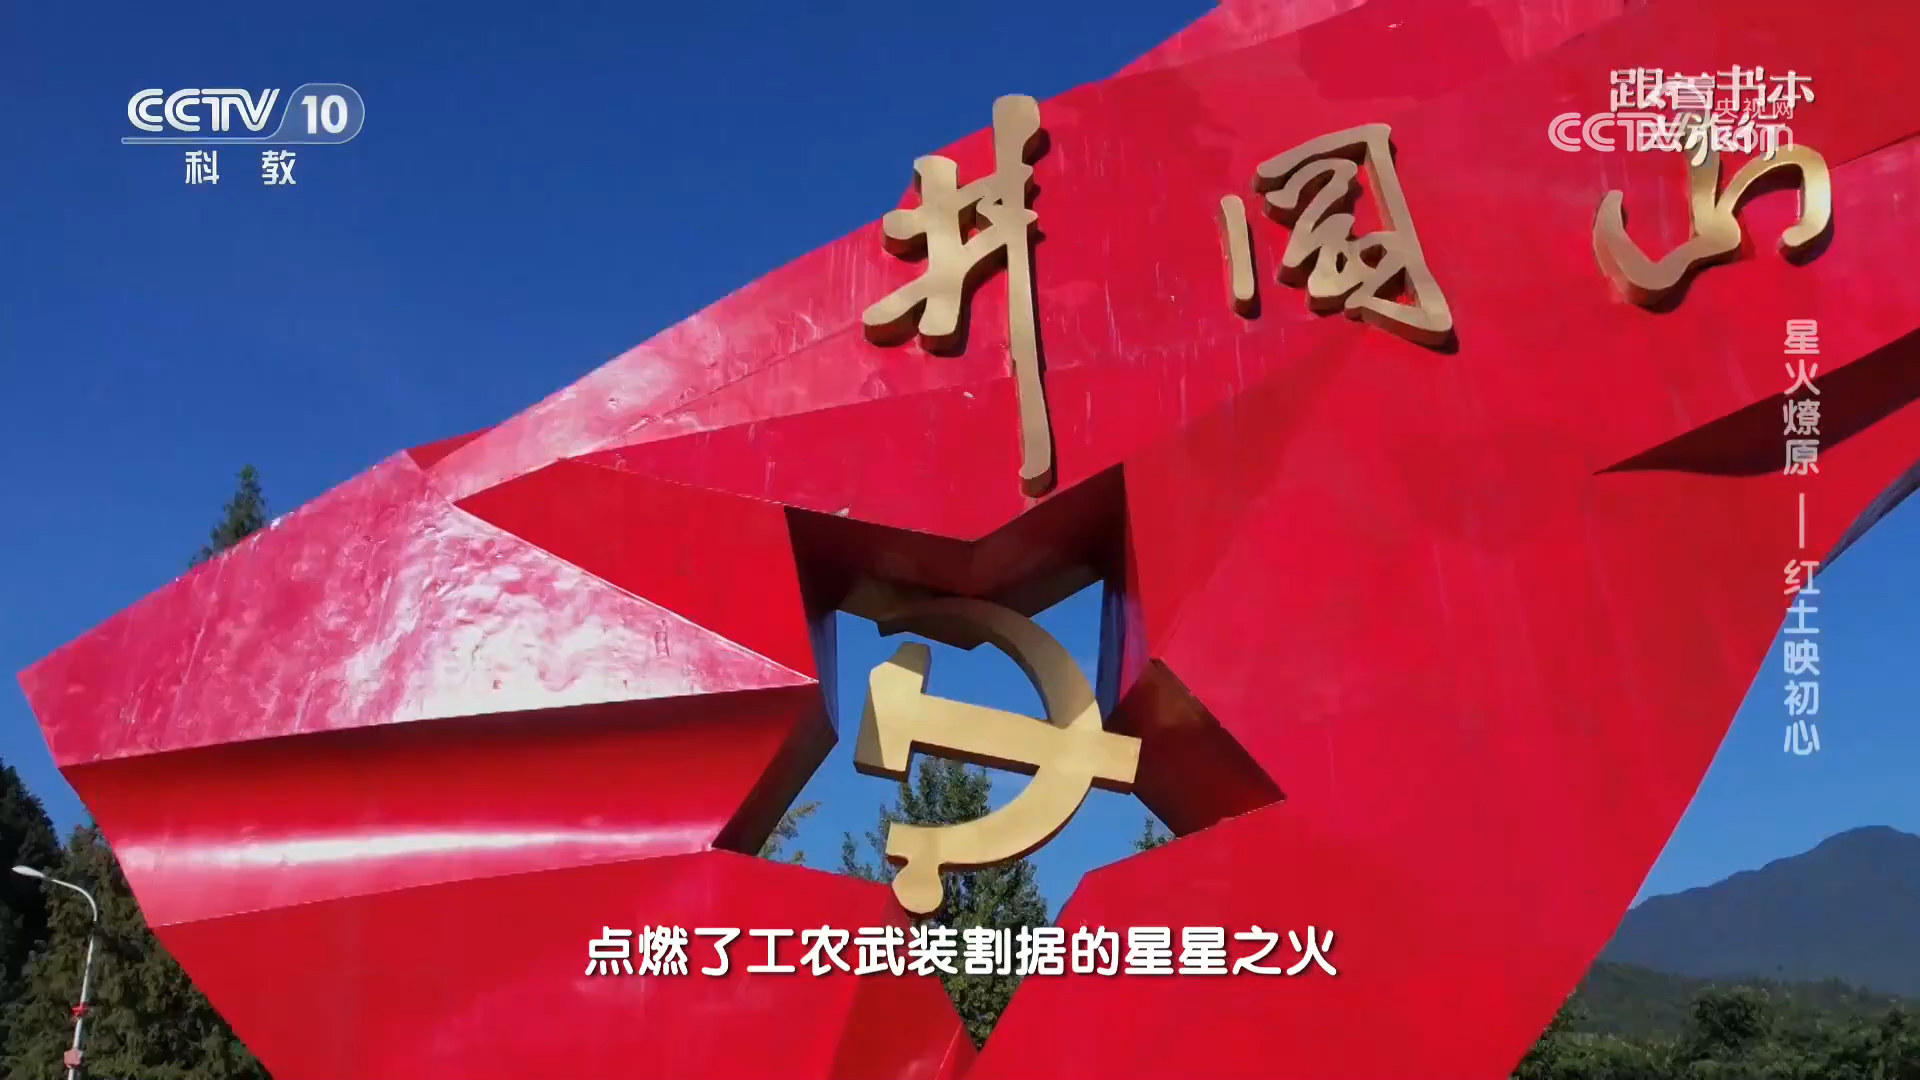 CCTV 10
科教
跟着书本
去旅行
央视网
CCTV.com
井冈山
星火燎原——红土映初心
点燃了工农武装割据的星星之火